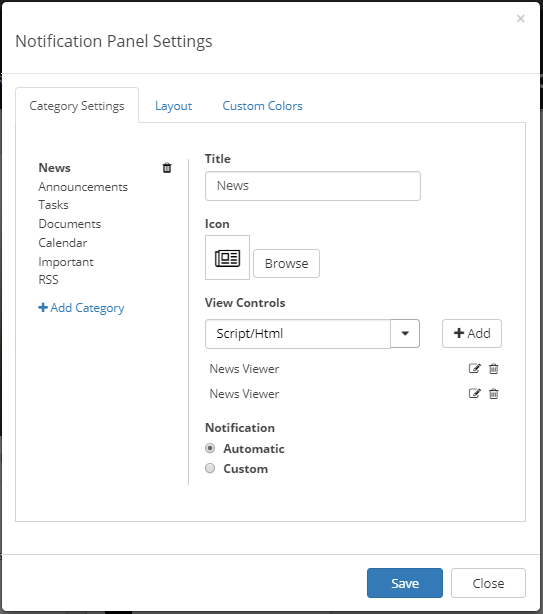 ×
Notification Panel Settings
Category Settings Layout Custom Colors
News
Announcements
Tasks
Documents
Calendar
Important
RSS
+ Add Category
Title
News
Icon
Browse
View Controls
Script/Html
+ Add
News Viewer
News Viewer
Notification
Automatic
Custom
Save Close